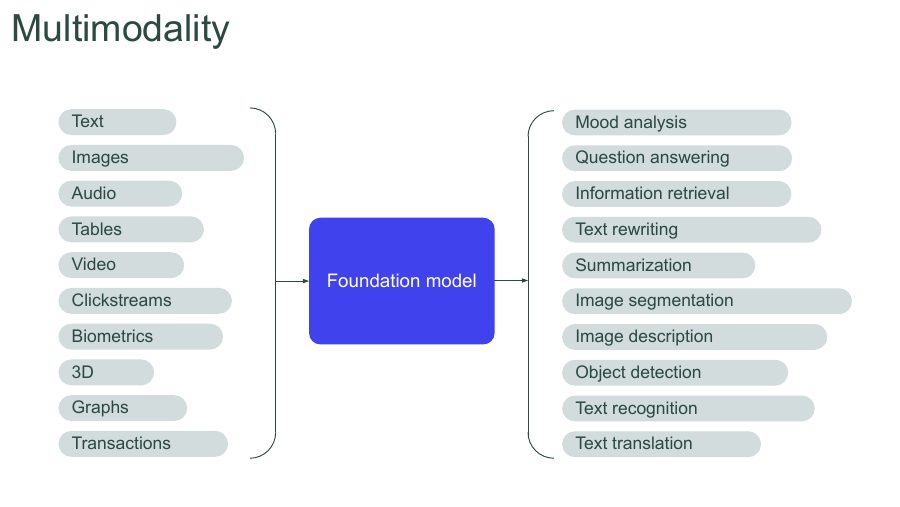 Multimodality
Text
Images
Audio
Tables
Video
Clickstreams
Biometrics
3D
Graphs
Transactions
Foundation model
Mood analysis
Question answering
Information retrieval
Text rewriting
Summarization
Image segmentation
Image description
Object detection
Text recognition
Text translation